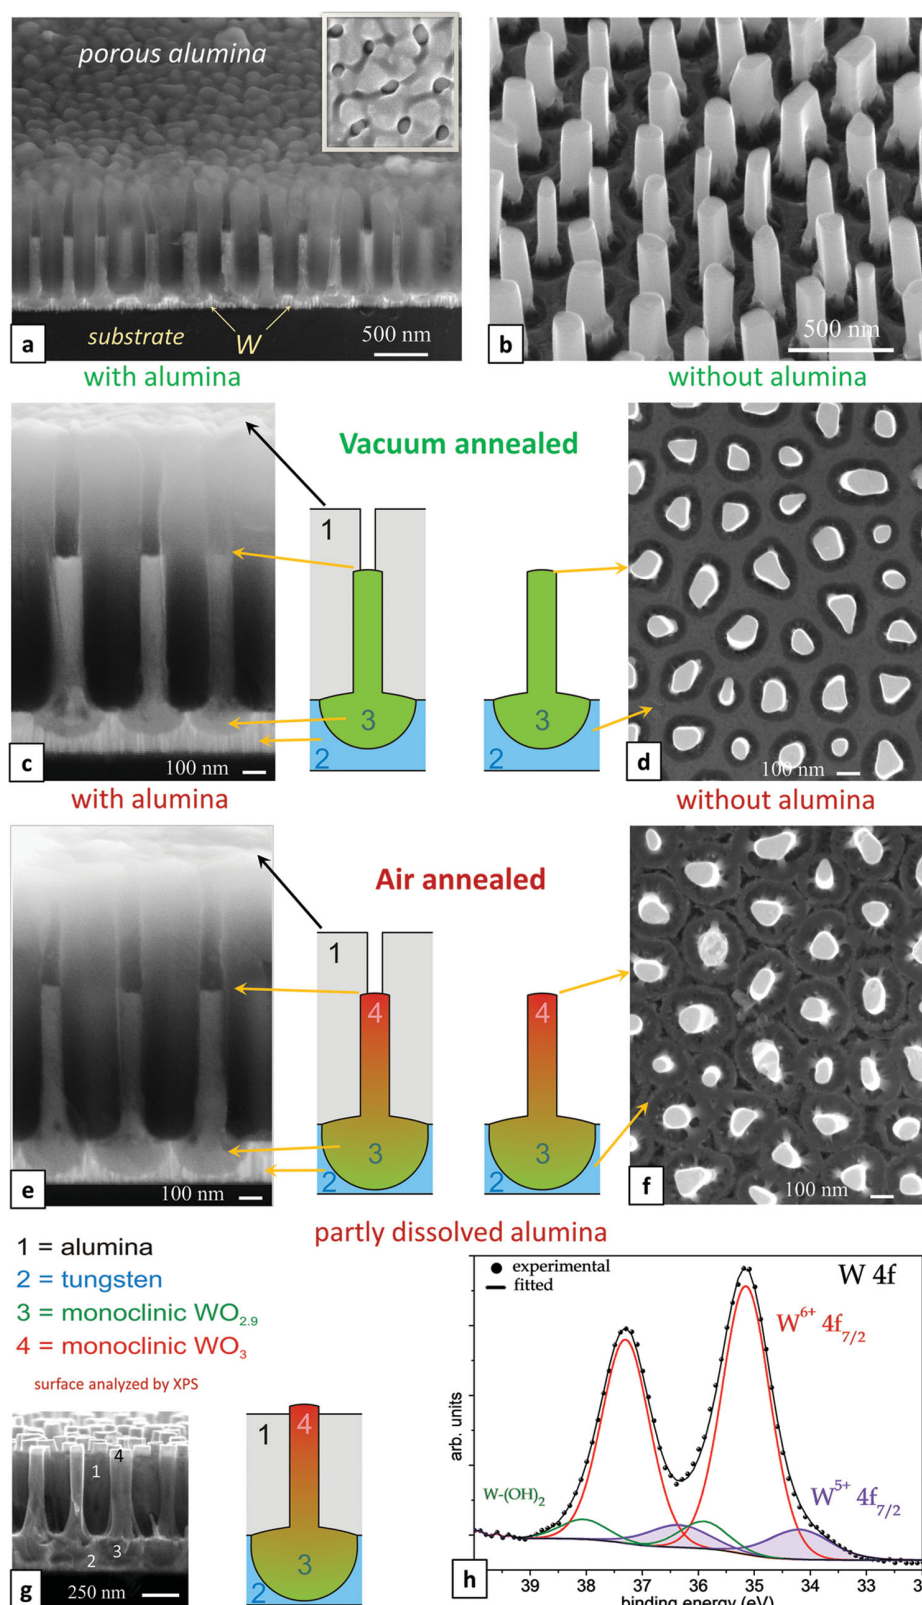 porous alumina
substrate
W
500 nm
a
500 nm
b
with alumina
without alumina
Vacuum annealed
1
3
2
3
100 nm
c
100 nm
d
with alumina
without alumina
Air annealed
1
4
3
2
4
3
100 nm
e
100 nm
f
partly dissolved alumina
1 = alumina
2 = tungsten
3 = monoclinic WO2.9
4 = monoclinic WO3
surface analyzed by XPS
4
1
3
2
g
250 nm
4
1
3
2
experimental
fitted
W 4f
W6+ 4f7/2
arb. units
W-(OH)2
W5+ 4f7/2
h
39 38 37 36 35 34 33 32
binding energy (eV)